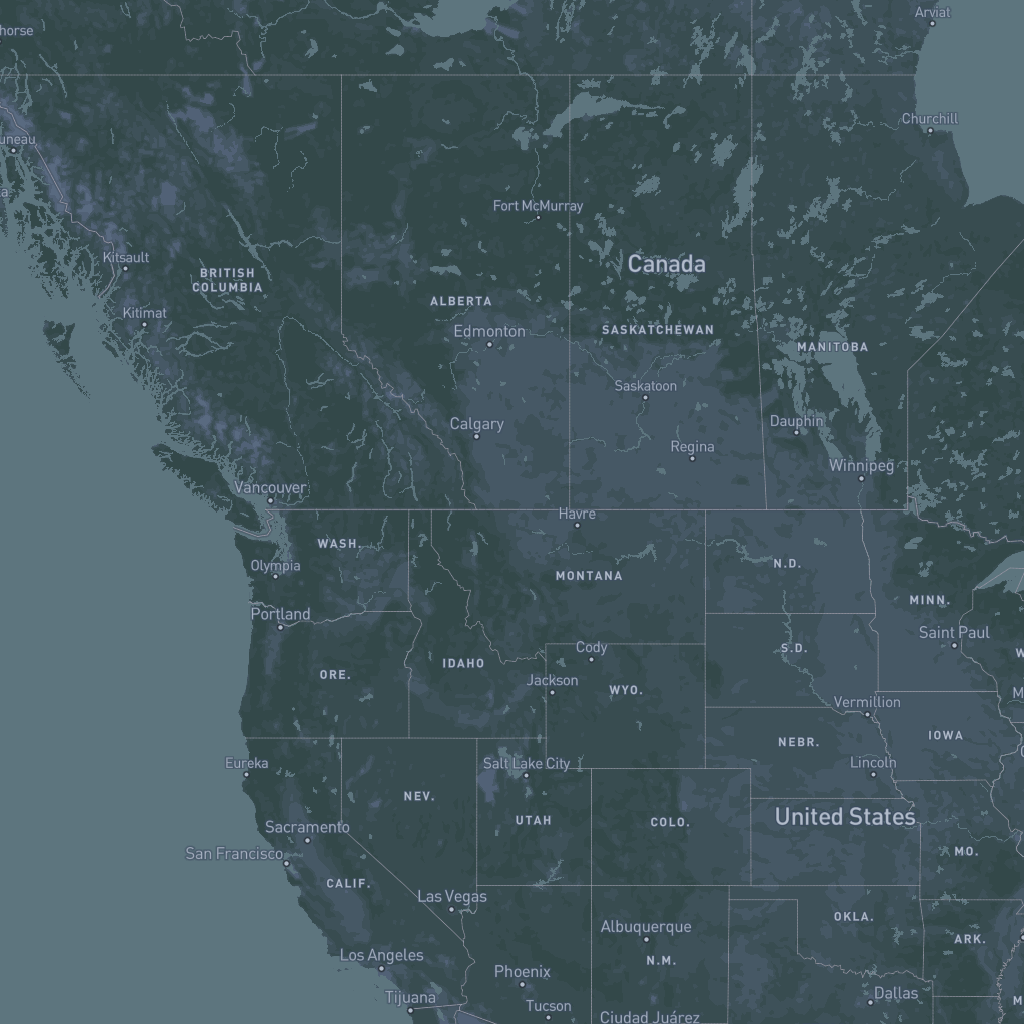 Arviat
horse
Churchill
uneau
Fort McMurray
Kitsault
Canada
BRITISH
COLUMBIA
ALBERTA
Kitimat
Edmonton
SASKATCHEWAN
MANITOBA
Saskatoon
Calgary
Dauphin
Regina
Winnipeg
Vancouver
Havre
WASH.
Olympia
MONTANA
N.D.
MINN.
Portland
Saint Paul
Cody
S.D.
IDAHO
ORE.
Jackson
WYO.
Vermillion
NEBR.
IOWA
Eureka
Salt Lake City
Lincoln
NEV.
UTAH
COLO.
United States
Sacramento
San Francisco
MO.
CALIF.
Las Vegas
OKLA.
Albuquerque
ARK.
Los Angeles
N.M.
Phoenix
Tijuana
Dallas
Tucson
Ciudad Juárez